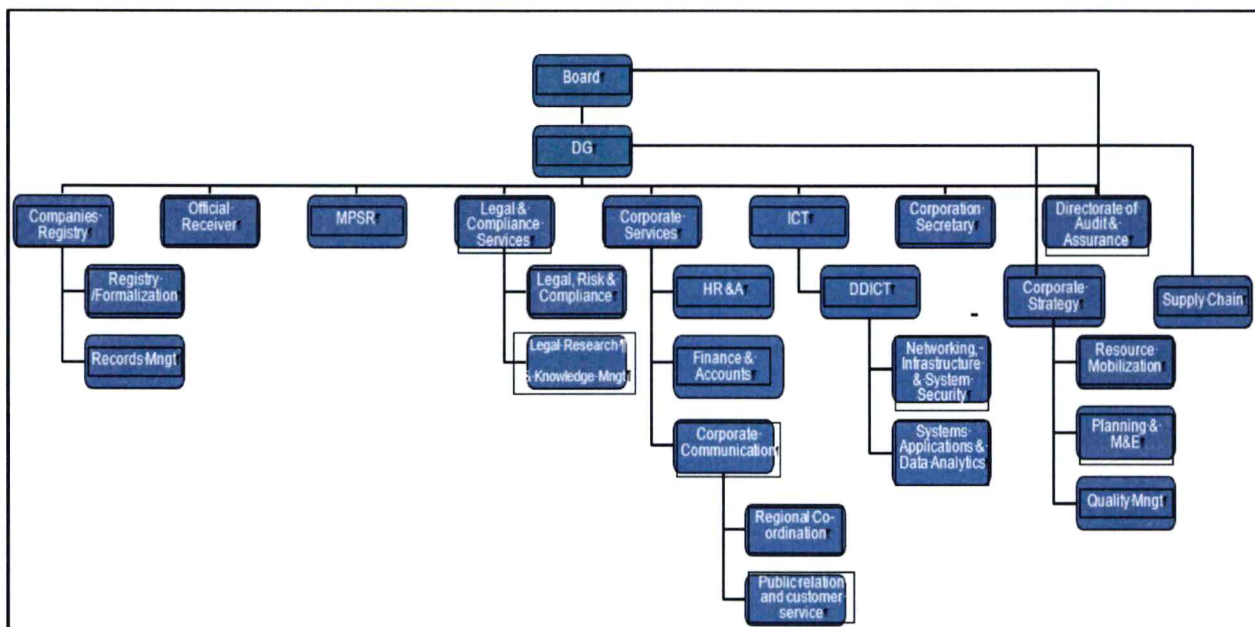 Board
DG
Companies
Registry
Official
Receiver
MPSR
Legal &
Compliance
Services
Corporate
Services
ICT
Corporation
Secretary
Directorate of
Audit &
Assurance
Registry
/Formalization
Records Mngt
Legal, Risk &
Compliance
Legal Research
& Knowledge Mngt
HR &A
Finance &
Accounts
Corporate
Communication
Regional Co-
ordination
Public relation
and customer
service
DDICT
Networking,
Infrastructure
& System
Security
Systems
Applications &
Data Analytics
Corporate
Strategy
Resource
Mobilization
Planning &
M&E
Quality Mngt
Supply Chain